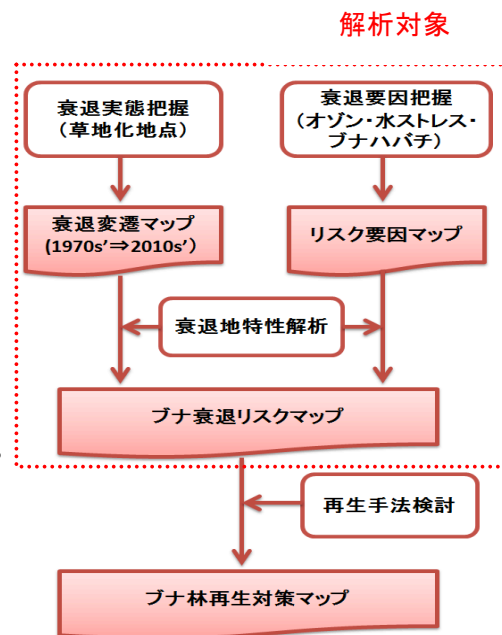 解析対象
衰退実態把握
(草地化地点)
衰退要因把握
(オゾン・水ストレス・
ブナハバチ)
衰退変遷マップ
(1970s’⇒2010s’)
リスク要因マップ
衰退地特性解析
ブナ衰退リスクマップ
再生手法検討
ブナ林再生対策マップ